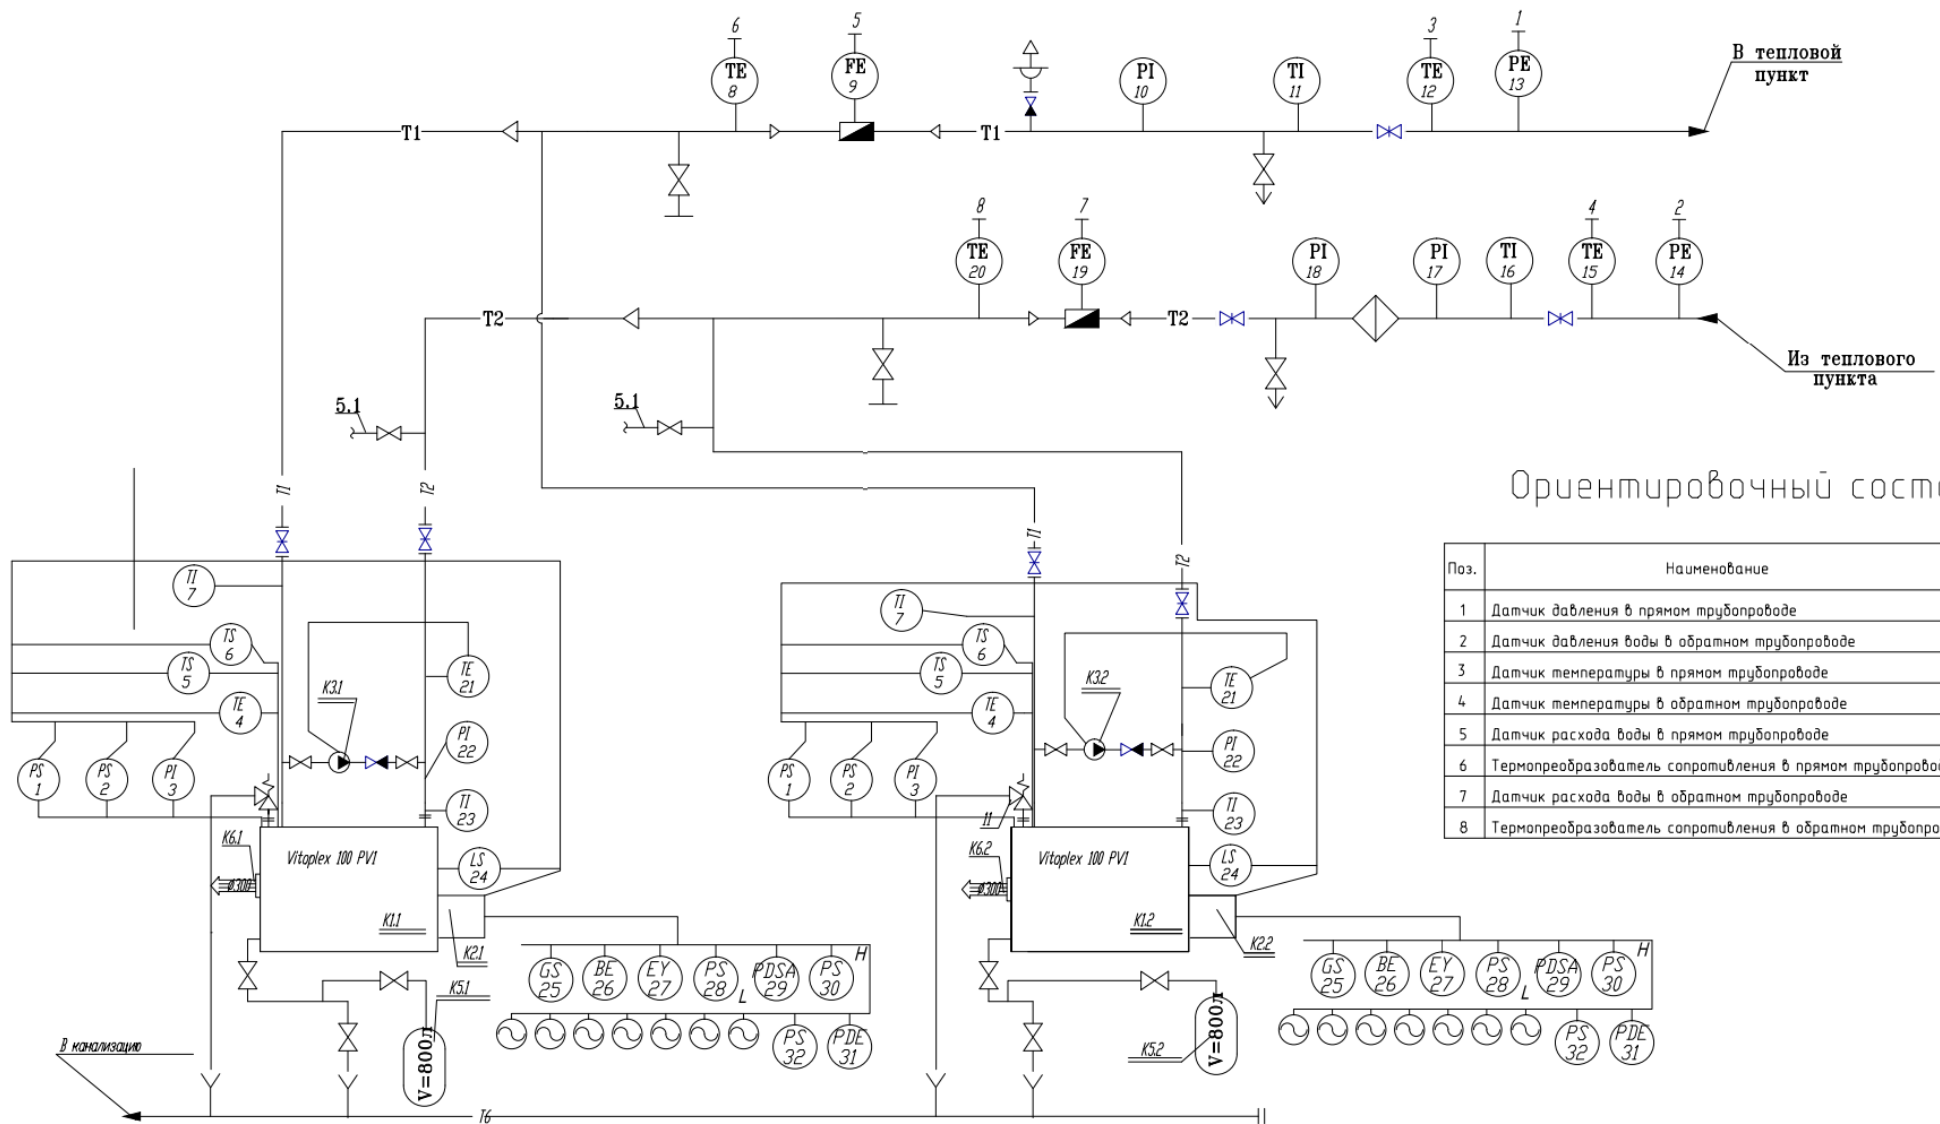 6
5
3
1
TE
8
FE
9
PI
10
TI
11
TE
12
PE
13
В тепловой
пункт
T1
T1
8
7
4
2
TE
20
FE
19
PI
18
PI
17
TI
16
TE
15
PE
14
T2
T2
Из теплового
пункта
5.1
5.1
T1
T2
T1
T2
TI
7
TS
6
TS
5
TE
4
PS
1
PS
2
PI
3
K3.1
TE
21
PI
22
TI
23
K6.1
Vitoplex 100 PV1
LS
24
Ø300
K1.1
K2.1
K5.1
V=800л
GS
25
BE
26
EY
27
PS
28
L
PDSA
29
PS
30
H
PS
32
PDE
31
TI
7
TS
6
TS
5
TE
4
PS
1
PS
2
PI
3
K3.2
TE
21
PI
22
TI
23
11
K6.2
Vitoplex 100 PV1
LS
24
Ø300
K1.2
K2.2
K5.2
V=800л
GS
25
BE
26
EY
27
PS
28
L
PDSA
29
PS
30
H
PS
32
PDE
31
В канализацию
T6
Ориентировочный
Поз. Наименование
1 Датчик давления в прямом трубопроводе
2 Датчик давления воды в обратном трубопроводе
3 Датчик температуры в прямом трубопроводе
4 Датчик температуры в обратном трубопроводе
5 Датчик расхода воды в прямом трубопроводе
6 Термопреобразователь сопротивления в прямом
7 Датчик расхода воды в обратном трубопроводе
8 Термопреобразователь сопротивления в обратном